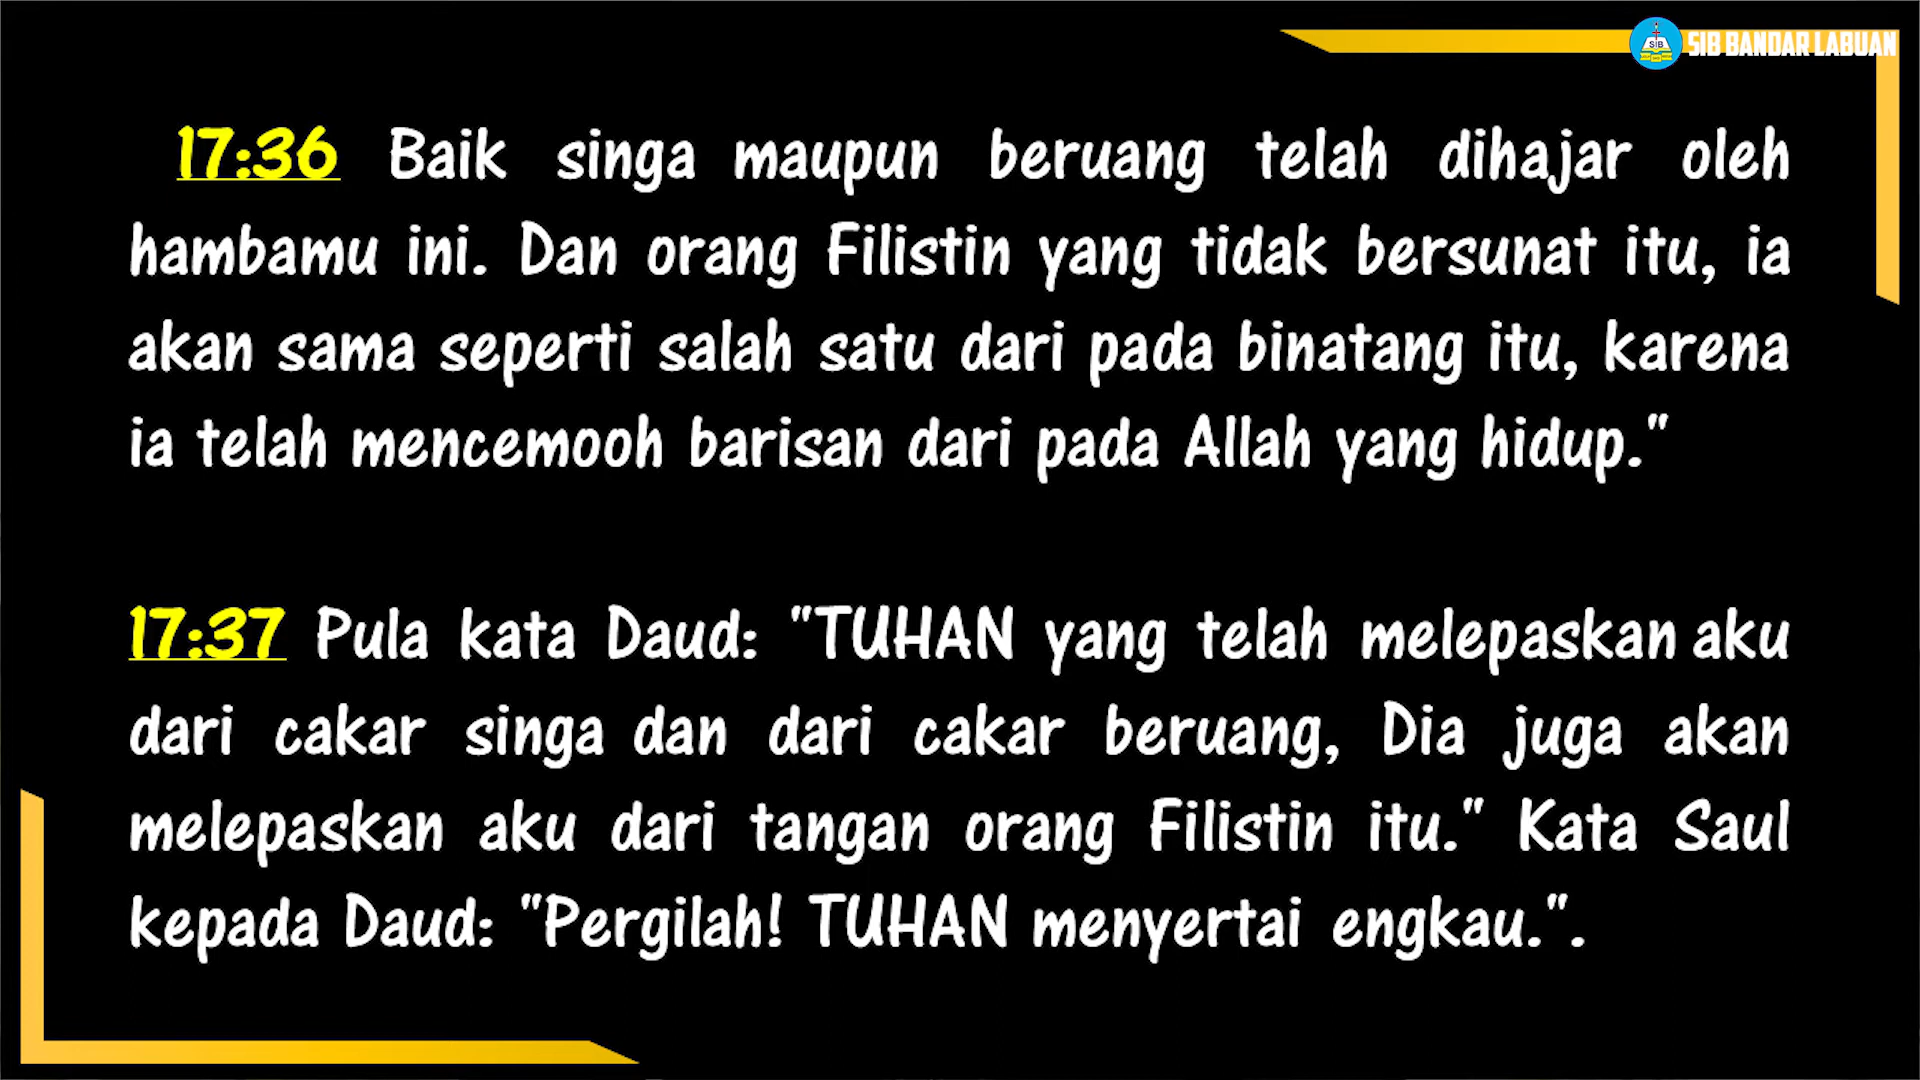 SIB BANDAR LABUAN
SIB
17:36 Baik singa maupun beruang telah dihajar oleh
hambamu ini. Dan orang Filistin yang tidak bersunat itu, ia
akan sama seperti salah satu dari pada binatang itu, karena
ia telah mencemooh barisan dari pada Allah yang hidup."
17:37 Pula kata Daud: "TUHAN yang telah melepaskan aku
dari cakar singa dan dari cakar beruang, Dia juga akan
melepaskan aku dari tangan orang Filistin itu." Kata Saul
kepada Daud: "Pergilah! TUHAN menyertai engkau.".